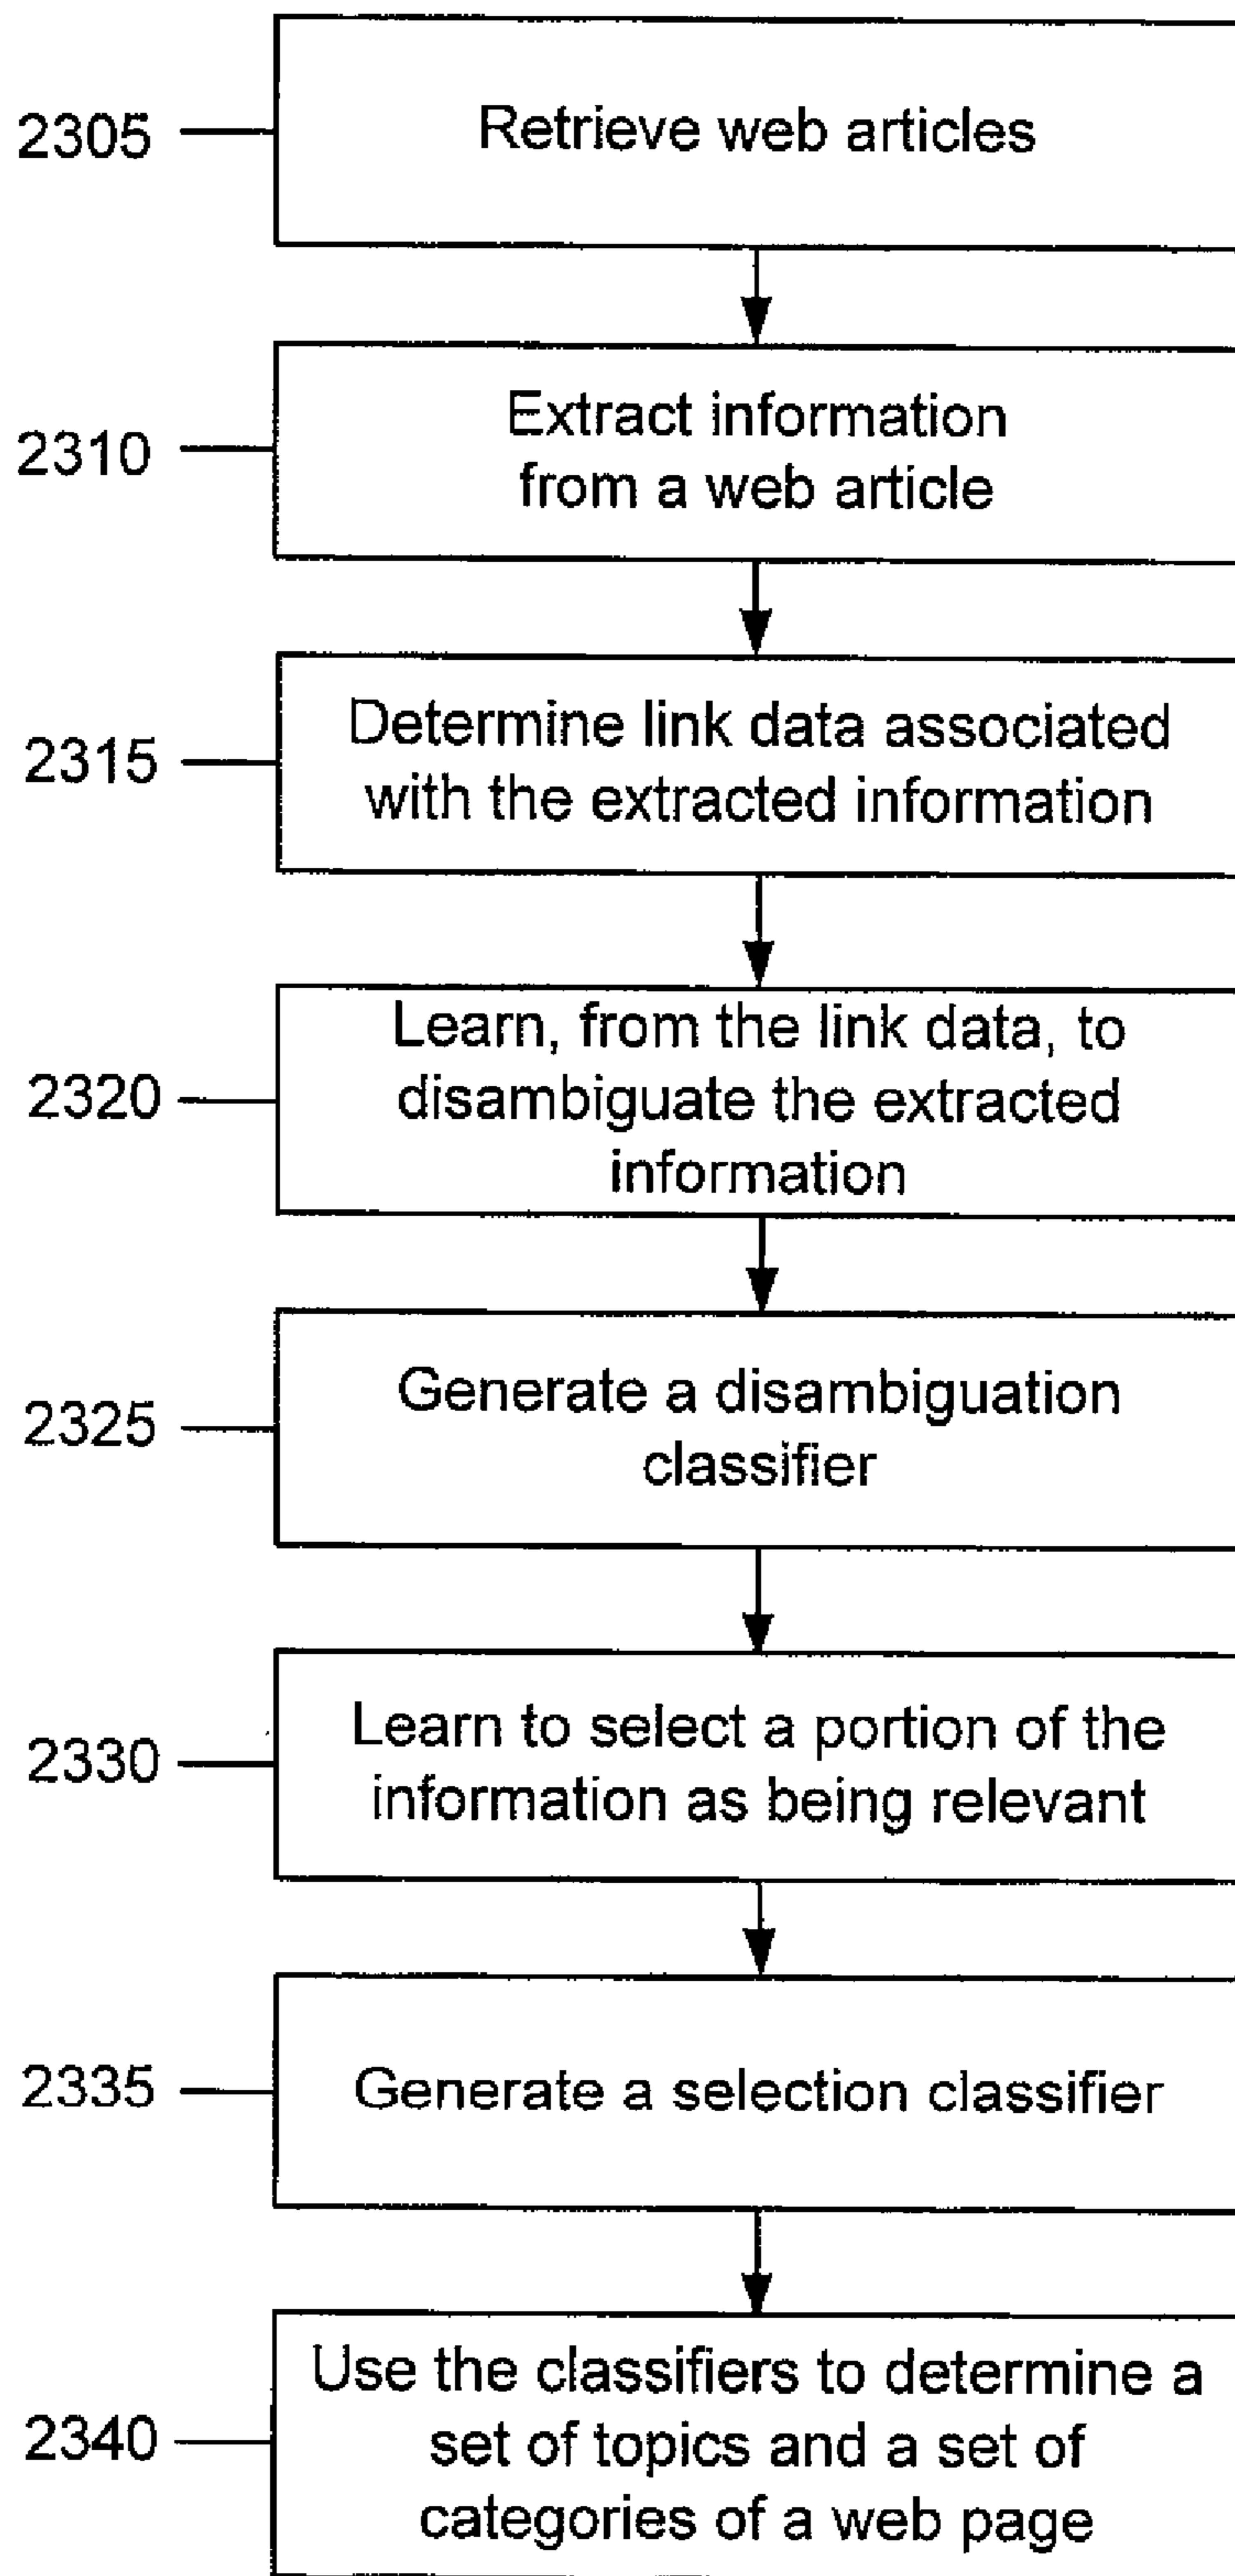 2305
Retrieve web articles
2310
Extract information
from a web article
2315
Determine link data associated
with the extracted information
2320
Learn, from the link data, to
disambiguate the extracted
information
2325
Generate a disambiguation
classifier
2330
Learn to select a portion of the
information as being relevant
2335
Generate a selection classifier
2340
Use the classifiers to determine a
set of topics and a set of
categories of a web page